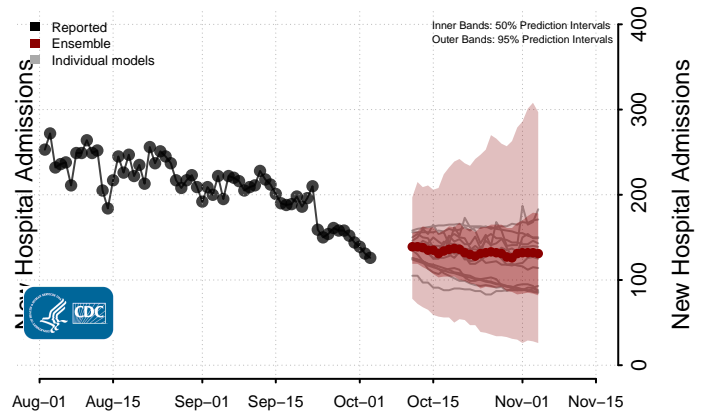 Reported
Ensemble
Individual models
Inner Bands: 50% Prediction Intervals
Outer Bands: 95% Prediction Intervals
New Hospital Admissions
CDC
0
100
200
300
400
New Hospital Admissions
Aug–01
Aug–15
Sep–01
Sep–15
Oct–01
Oct–15
Nov–01
Nov–15